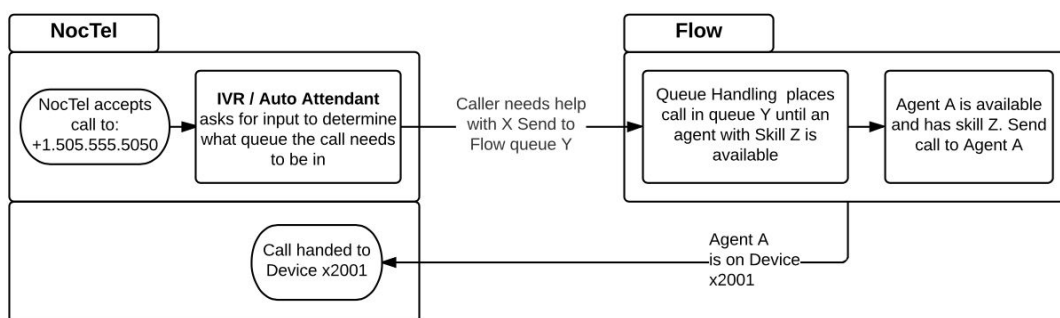 NocTel
Flow
NocTel accepts
call to:
+1.505.555.5050
IVR / Auto Attendant
asks for input to determine
what queue the call needs
to be in
Caller needs help
with X Send to
Flow queue Y
Queue Handling places
call in queue Y until an
agent with Skill Z is
available
Agent A is available
and has skill Z. Send
call to Agent A
Call handed to
Device x2001
Agent A
is on Device
x2001